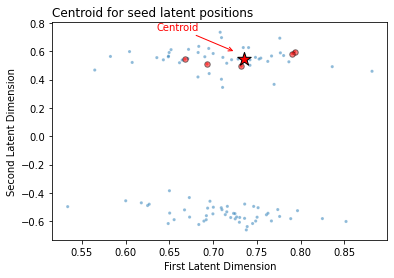 Centroid for seed latent positions
Centroid
0.8
0.6
0.4
0.2
0.0
−0.2
−0.4
−0.6
Second Latent Dimension
0.55 0.60 0.65 0.70 0.75 0.80 0.85
First Latent Dimension